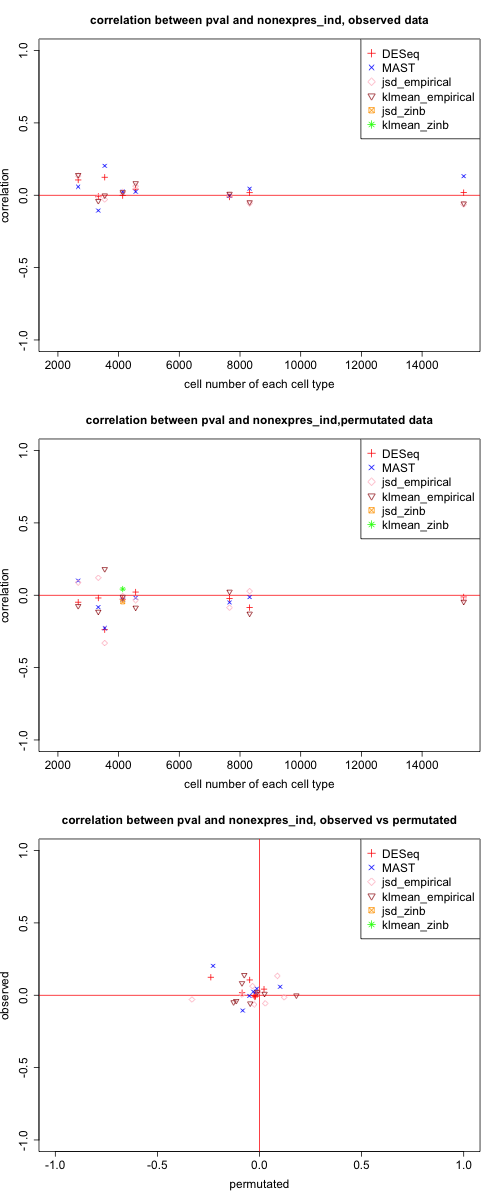 correlation between pval and nonexpres_ind, observed data
1.0
0.5
0.0
-0.5
-1.0
correlation
DESeq
MAST
jsd_empirical
klmean_empirical
jsd_zinb
klmean_zinb
2000 4000 6000 8000 10000 12000 14000
cell number of each cell type
correlation between pval and nonexpres_ind,permutated data
1.0
0.5
0.0
-0.5
-1.0
correlation
DESeq
MAST
jsd_empirical
klmean_empirical
jsd_zinb
klmean_zinb
2000 4000 6000 8000 10000 12000 14000
cell number of each cell type
correlation between pval and nonexpres_ind, observed vs permutated
1.0
0.5
0.0
-0.5
-1.0
observed
DESeq
MAST
jsd_empirical
klmean_empirical
jsd_zinb
klmean_zinb
-1.0 -0.5 0.0 0.5 1.0
permutated